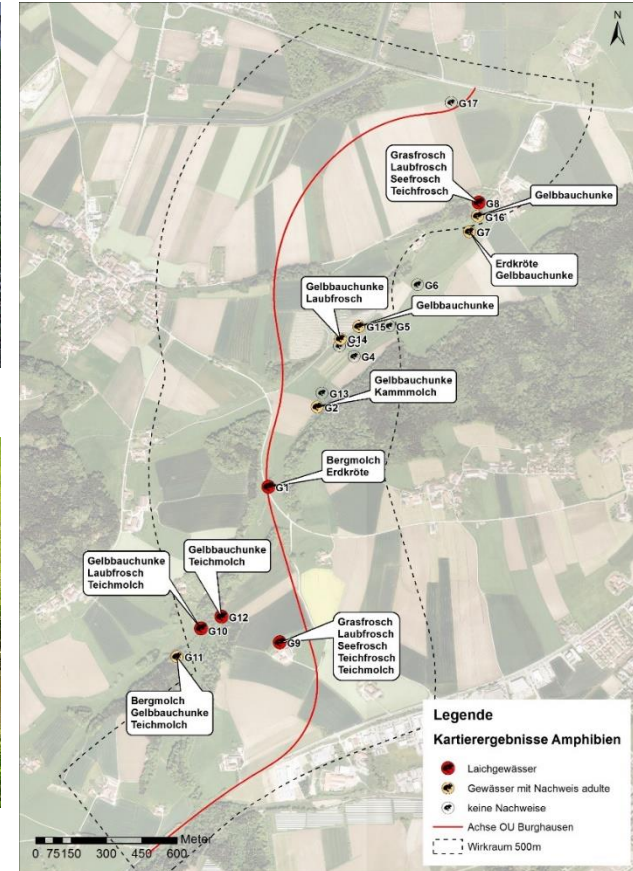 N
G17
Grasfrosch
Laubfrosch
Seefrosch
Teichfrosch
G8
Gelbbauchunke
G16
G7
Erdkröte
Gelbbauchunke
G6
Gelbbauchunke
Laubfrosch
Gelbbauchunke
G15
G5
G14
G4
Gelbbauchunke
Kammmolch
G13
G2
Bergmolch
Erdkröte
G1
Gelbbauchunke
Teichmolch
Gelbbauchunke
Laubfrosch
Teichmolch
G12
G10
Grasfrosch
Laubfrosch
Seefrosch
Teichfrosch
Teichmolch
G9
G11
Bergmolch
Gelbbauchunke
Teichmolch
Legende
Kartierergebnisse Amphibien
Laichgewässer
Gewässer mit Nachweis adulte
keine Nachweise
Achse OU Burghausen
Wirkraum 500m
Meter
0 75 150 300 450 600